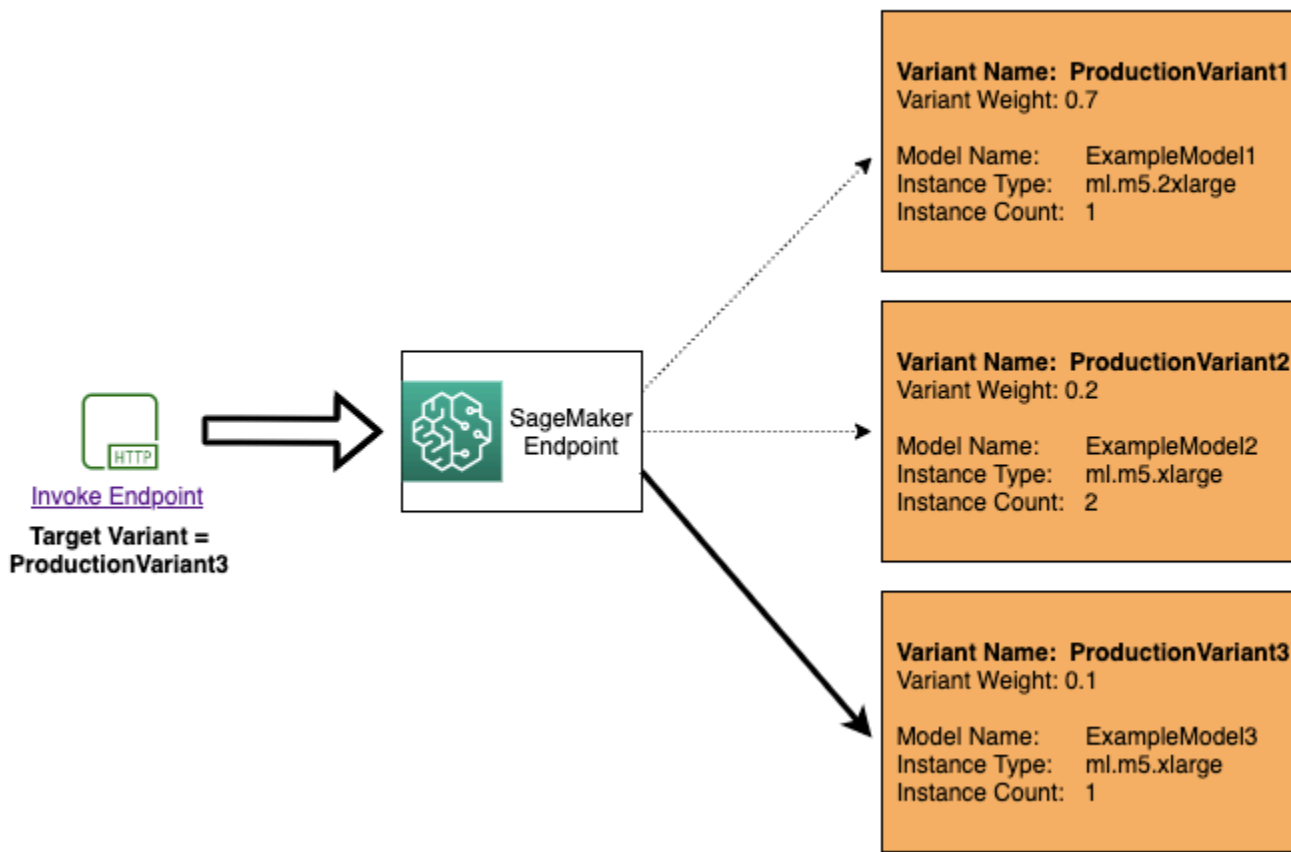 HTTP
Invoke Endpoint
Target Variant =
ProductionVariant3
SageMaker
Endpoint
Variant Name: ProductionVariant1
Variant Weight: 0.7
Model Name: ExampleModel1
Instance Type: ml.m5.2xlarge
Instance Count: 1
Variant Name: ProductionVariant2
Variant Weight: 0.2
Model Name: ExampleModel2
Instance Type: ml.m5.xlarge
Instance Count: 2
Variant Name: ProductionVariant3
Variant Weight: 0.1
Model Name: ExampleModel3
Instance Type: ml.m5.xlarge
Instance Count: 1